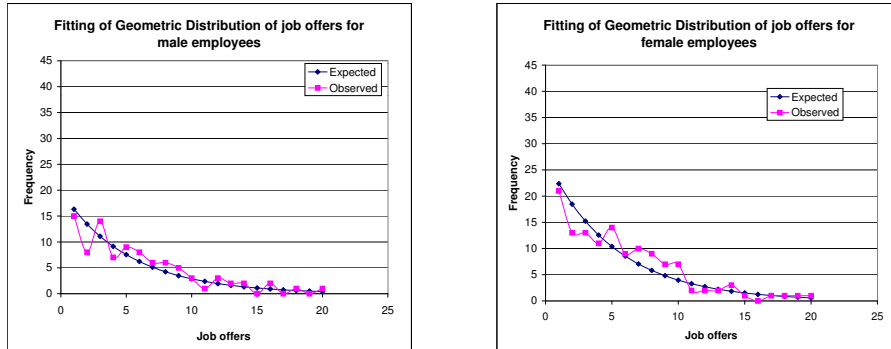 Fitting of Geometric Distribution of job offers for
male employees
45
40
35
30
25
20
15
10
5
0
Frequency
Expected
Observed
0 5 10 15 20 25
Job offers
Fitting of Geometric Distribution of job offers for
female employees
45
40
35
30
25
20
15
10
5
0
Frequency
Expected
Observed
0 5 10 15 20 25
Job offers